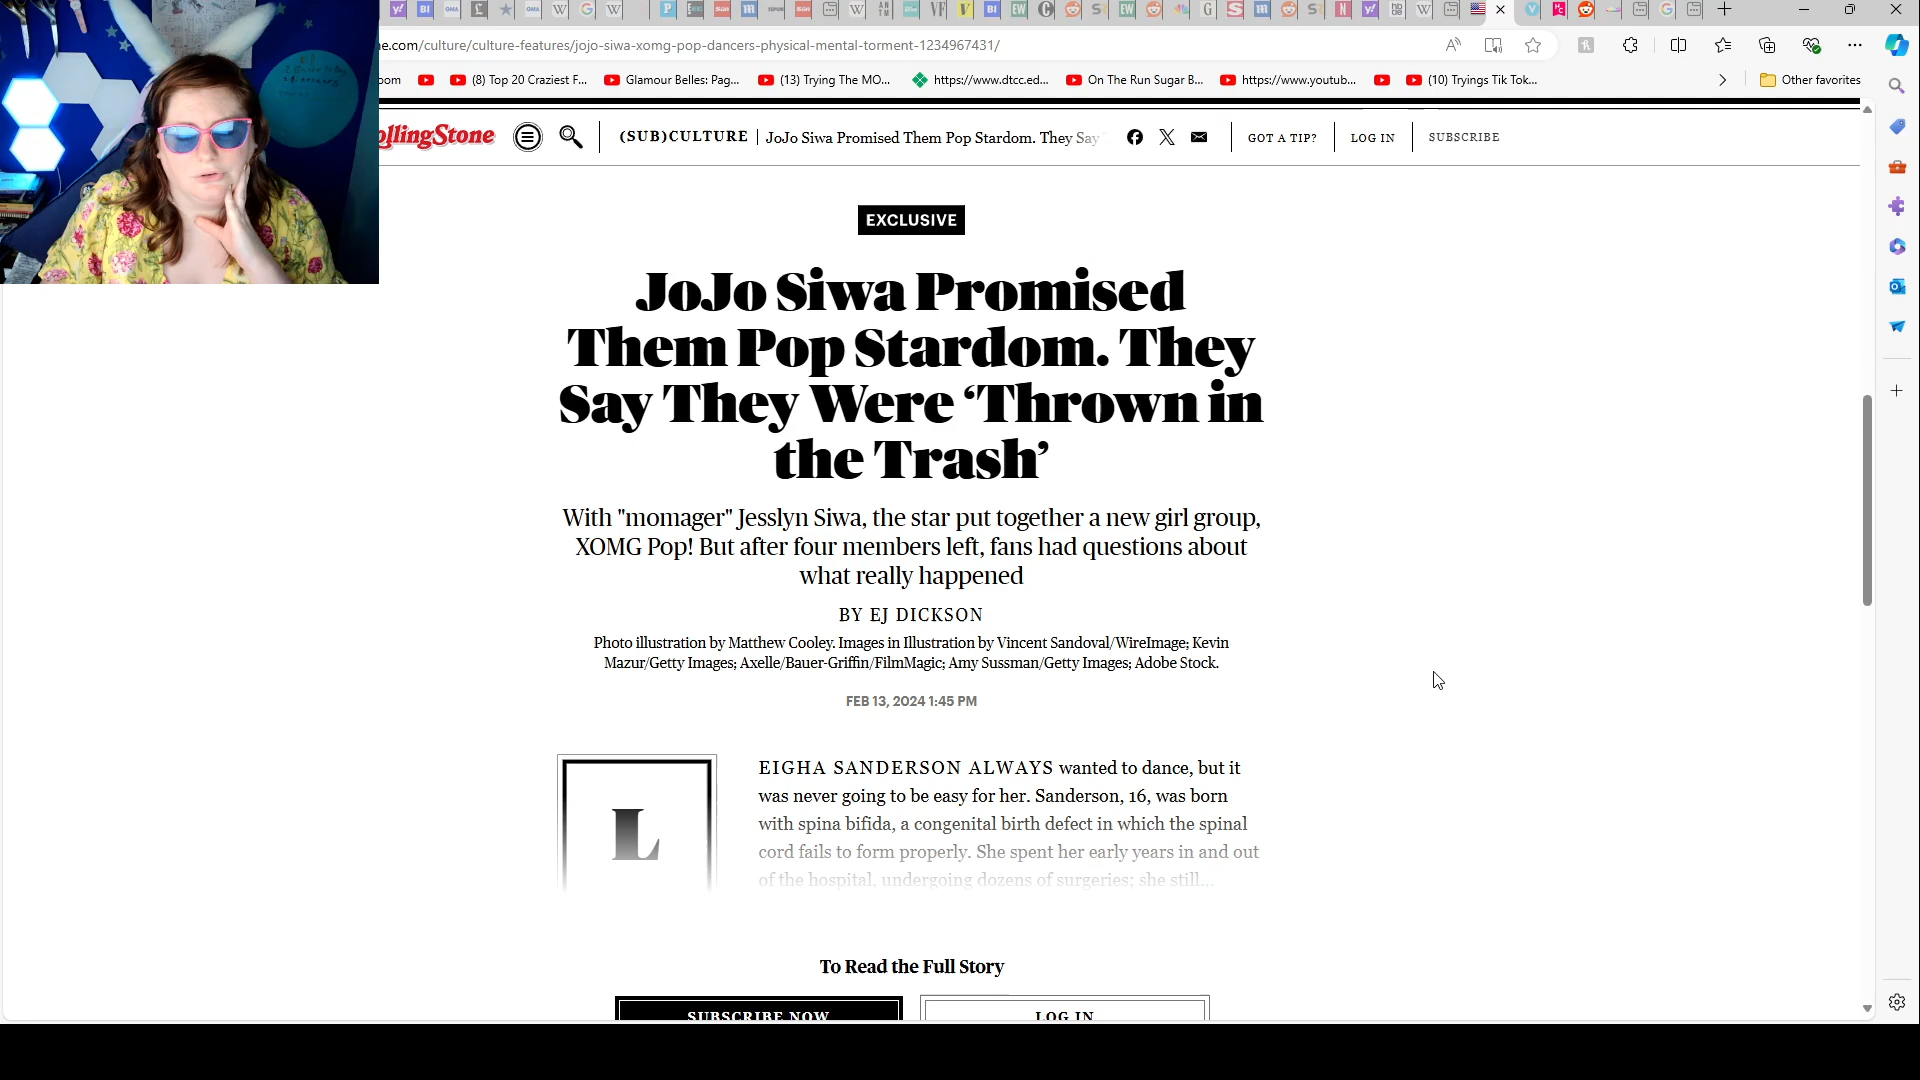 e.com/culture/culture-features/jojo-siwa-xomg-pop-dancers-physical-mental-torment-1234967431/
om
(8) Top 20 Craziest F...
Glamour Belles: Pag...
(13) Trying The MO...
https://www.dtcc.ed...
On The Run Sugar B...
https://www.youtub...
(10) Tryings Tik Tok...
Other favorites
ollingStone
(SUB)CULTURE
JoJo Siwa Promised Them Pop Stardom. They Say
GOT A TIP?
LOG IN
SUBSCRIBE
EXCLUSIVE
JoJo Siwa Promised
Them Pop Stardom. They
Say They Were ‘Thrown in
the Trash’
With "momager" Jesslyn Siwa, the star put together a new girl group,
XOMG Pop! But after four members left, fans had questions about
what really happened
BY EJ DICKSON
Photo illustration by Matthew Cooley. Images in Illustration by Vincent Sandoval/WireImage; Kevin
Mazur/Getty Images; Axelle/Bauer-Griffin/FilmMagic; Amy Sussman/Getty Images; Adobe Stock.
FEB 13, 2024 1:45 PM
L
EIGHA SANDERSON ALWAYS wanted to dance, but it
was never going to be easy for her. Sanderson, 16, was born
with spina bifida, a congenital birth defect in which the spinal
cord fails to form properly. She spent her early years in and out
of the hospital, undergoing dozens of surgeries; she still...
To Read the Full Story
SUBSCRIBE NOW
LOG IN